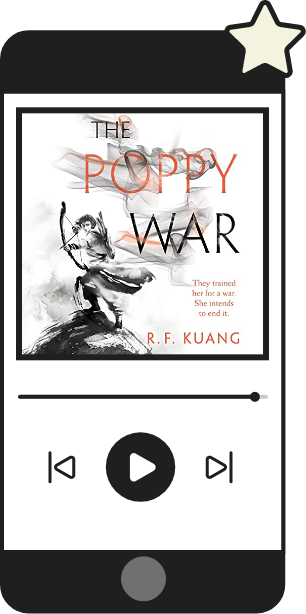 THE
POPPY
WAR
They trained
her for a war.
She intends
to end it.
R.F. KUANG